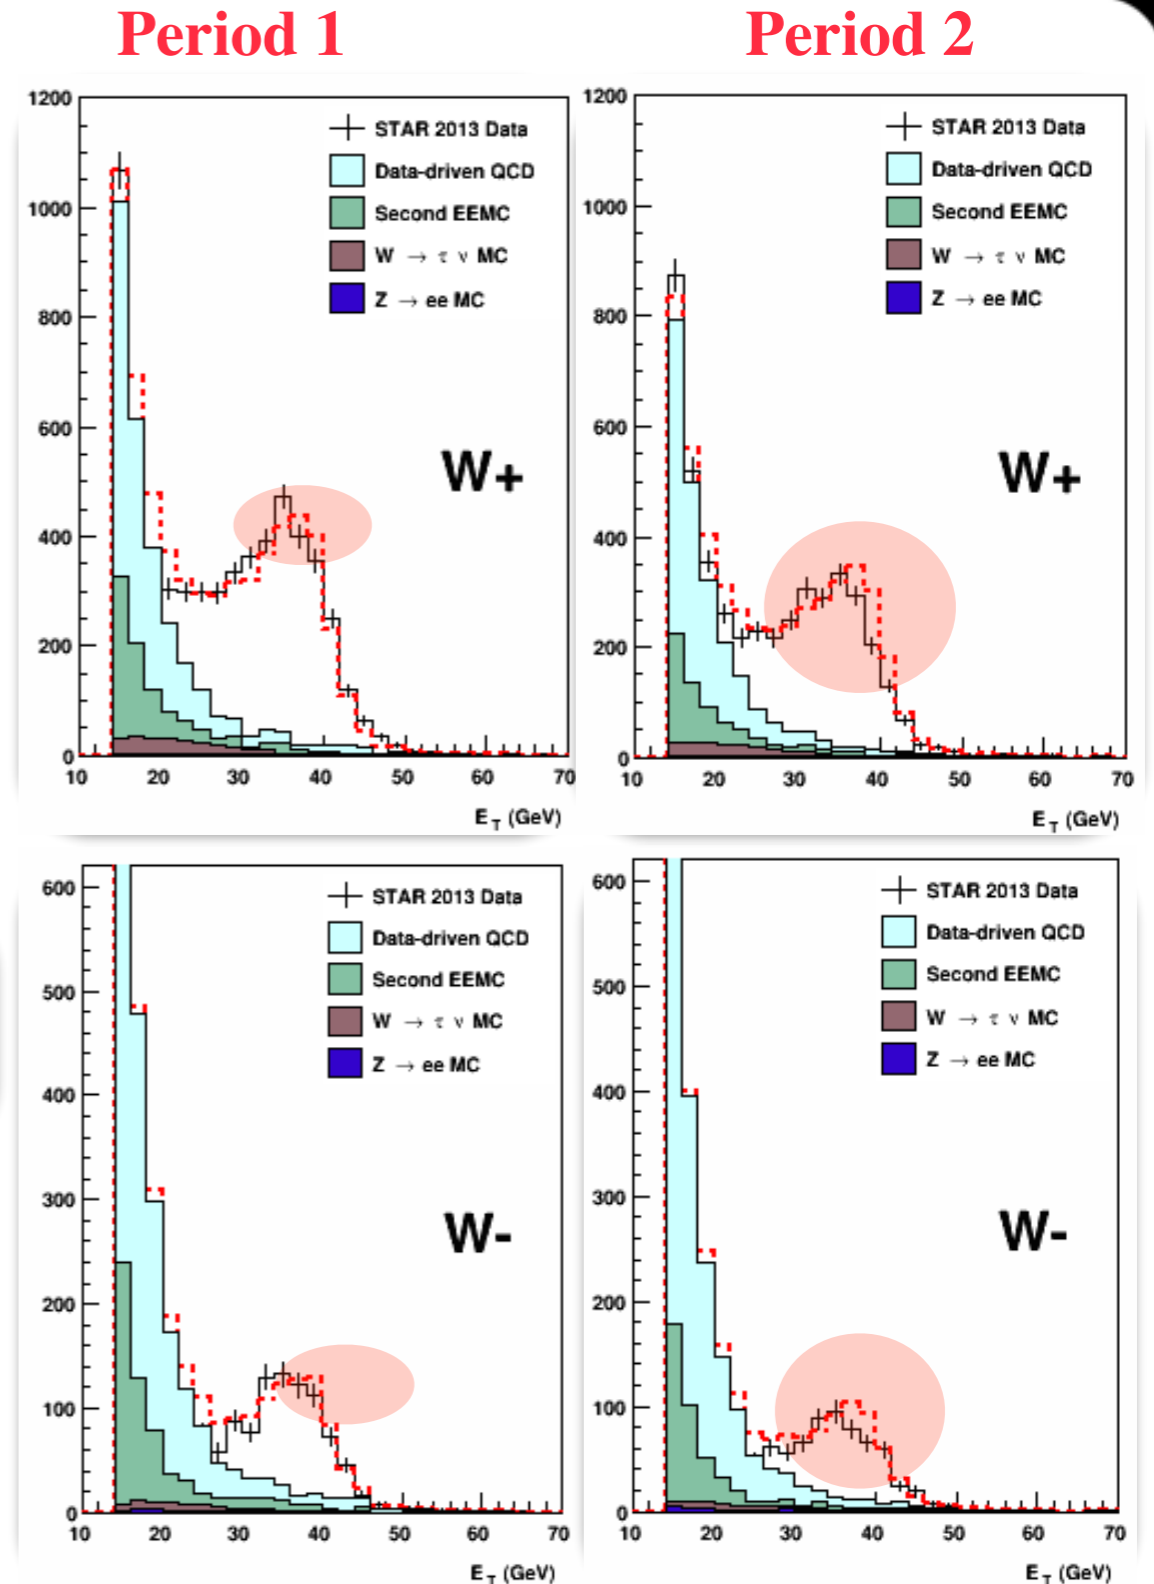 Period 1
Period 2
1200
1000
800
600
400
200
0
10 20 30 40 50 60 70
E T (GeV)
STAR 2013 Data
Data-driven QCD
Second EEMC
W → τ ν MC
Z → ee MC
W+
1200
1000
800
600
400
200
0
10 20 30 40 50 60 70
E T (GeV)
STAR 2013 Data
Data-driven QCD
Second EEMC
W → τ ν MC
Z → ee MC
W+
600
500
400
300
200
100
0
10 20 30 40 50 60 70
E T (GeV)
STAR 2013 Data
Data-driven QCD
Second EEMC
W → τ ν MC
Z → ee MC
W-
600
500
400
300
200
100
0
10 20 30 40 50 60 70
E T (GeV)
STAR 2013 Data
Data-driven QCD
Second EEMC
W → τ ν MC
Z → ee MC
W-